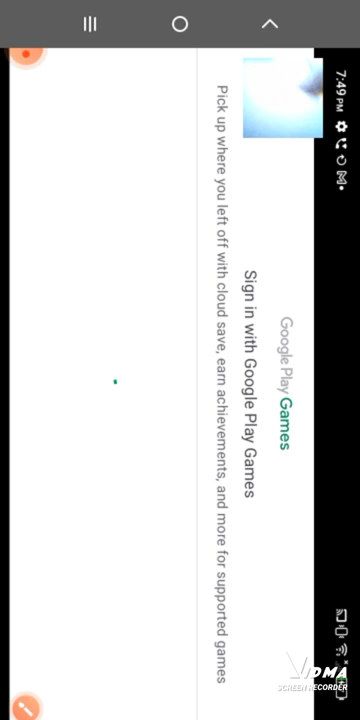 7:49 PM
Google Play Games
Sign in with Google Play Games
Pick up where you left off with cloud save, earn achievements, and more for supported games
VDMA
SCREEN RECORDER